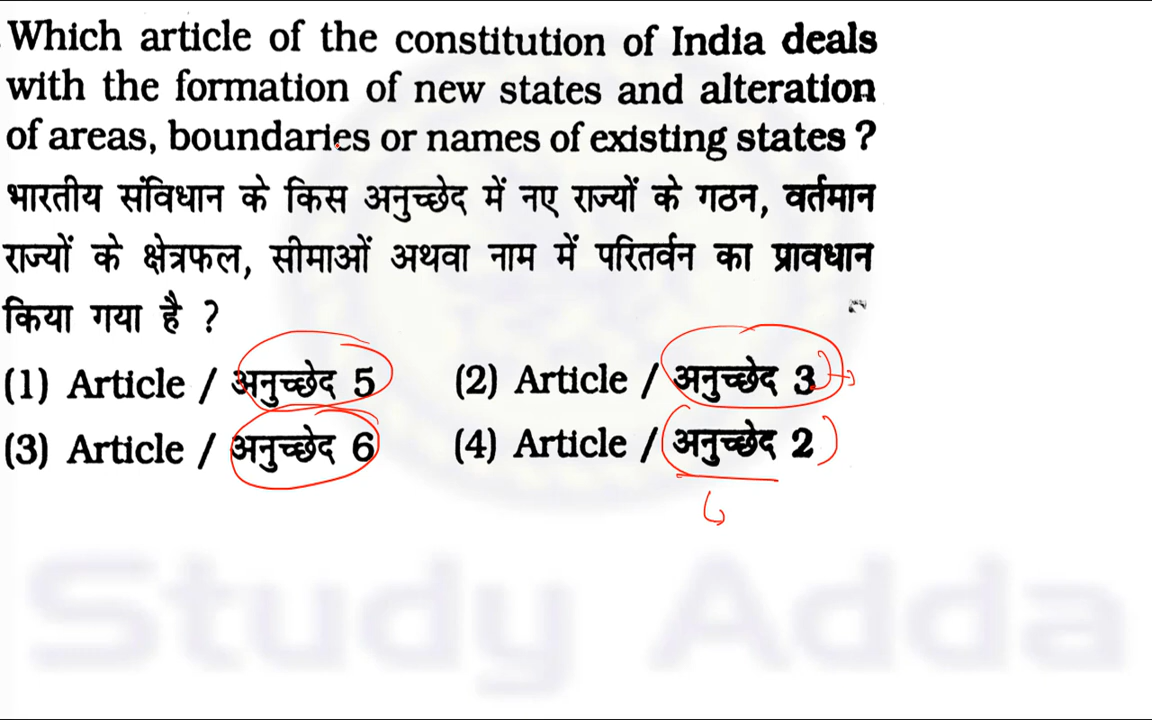 Which article of the constitution of India deals
with the formation of new states and alteration
of areas, boundaries or names of existing states ?
भारतीय संविधान के किस अनुच्छेद में नए राज्यों के गठन, वर्तमान
राज्यों के क्षेत्रफल, सीमाओं अथवा नाम में परितर्वन का प्रावधान
किया गया है ?
(1) Article / अनुच्छेद 5 (2) Article / अनुच्छेद 3
(3) Article / अनुच्छेद 6 (4) Article / अनुच्छेद 2
Study Adda